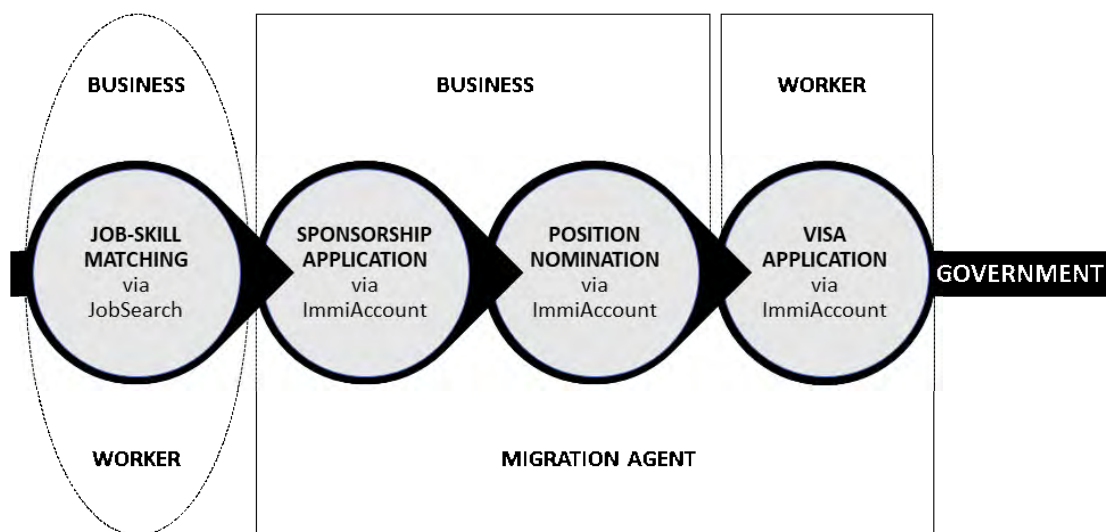 BUSINESS
BUSINESS
WORKER
JOB-SKILL
MATCHING
via
JobSearch
SPONSORSHIP
APPLICATION
via
ImmiAccount
POSITION
NOMINATION
via
ImmiAccount
VISA
APPLICATION
via
ImmiAccount
GOVERNMENT
WORKER
MIGRATION AGENT